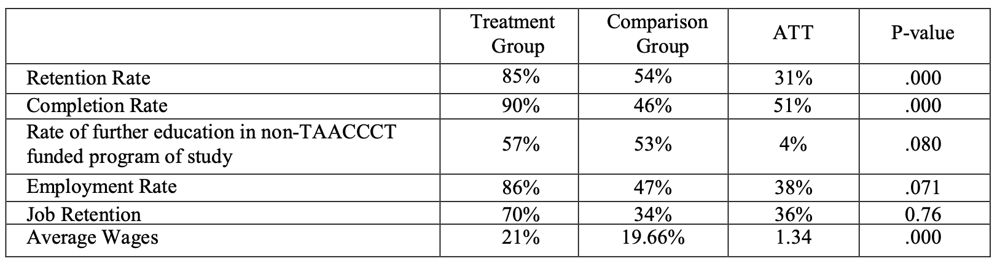 Treatment Group Comparison Group ATT P-value
Retention Rate 85% 54% 31% .000
Completion Rate 90% 46% 51% .000
Rate of further education in non-TAACCCT
funded program of study 57% 53% 4% .080
Employment Rate 86% 47% 38% .071
Job Retention 70% 34% 36% 0.76
Average Wages 21% 19.66% 1.34 .000